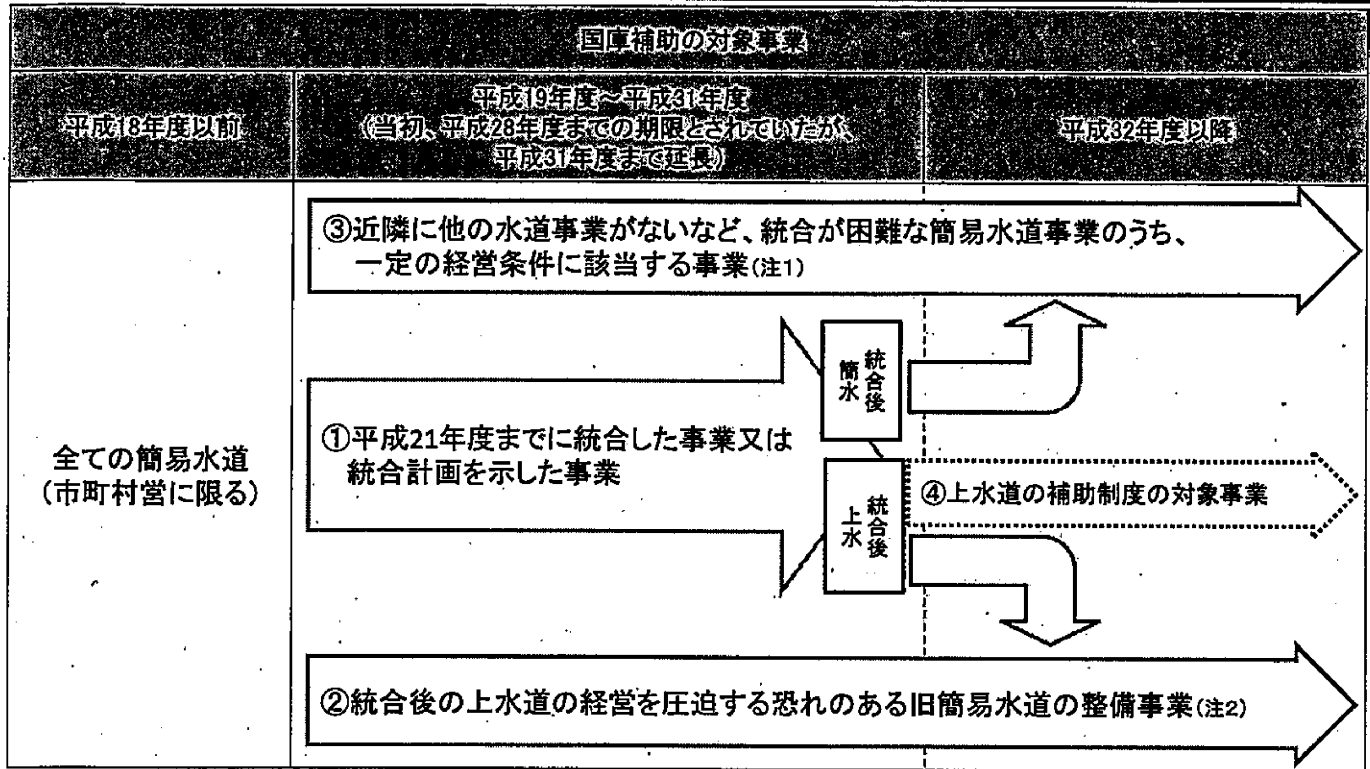 国庫補助の対象事業
平成18年度以前
平成19年度~平成31年度
(当初、平成28年度までの期限とされていたが、
平成31年度まで延長)
平成32年度以降
全ての簡易水道
(市町村営に限る)
③近隣に他の水道事業がないなど、統合が困難な簡易水道事業のうち、
一定の経営条件に該当する事業(注1)
①平成21年度までに統合した事業又は
統合計画を示した事業
統合後
簡水
統合後
上水
④上水道の補助制度の対象事業
②統合後の上水道の経営を圧迫する恐れのある旧簡易水道の整備事業(注2)